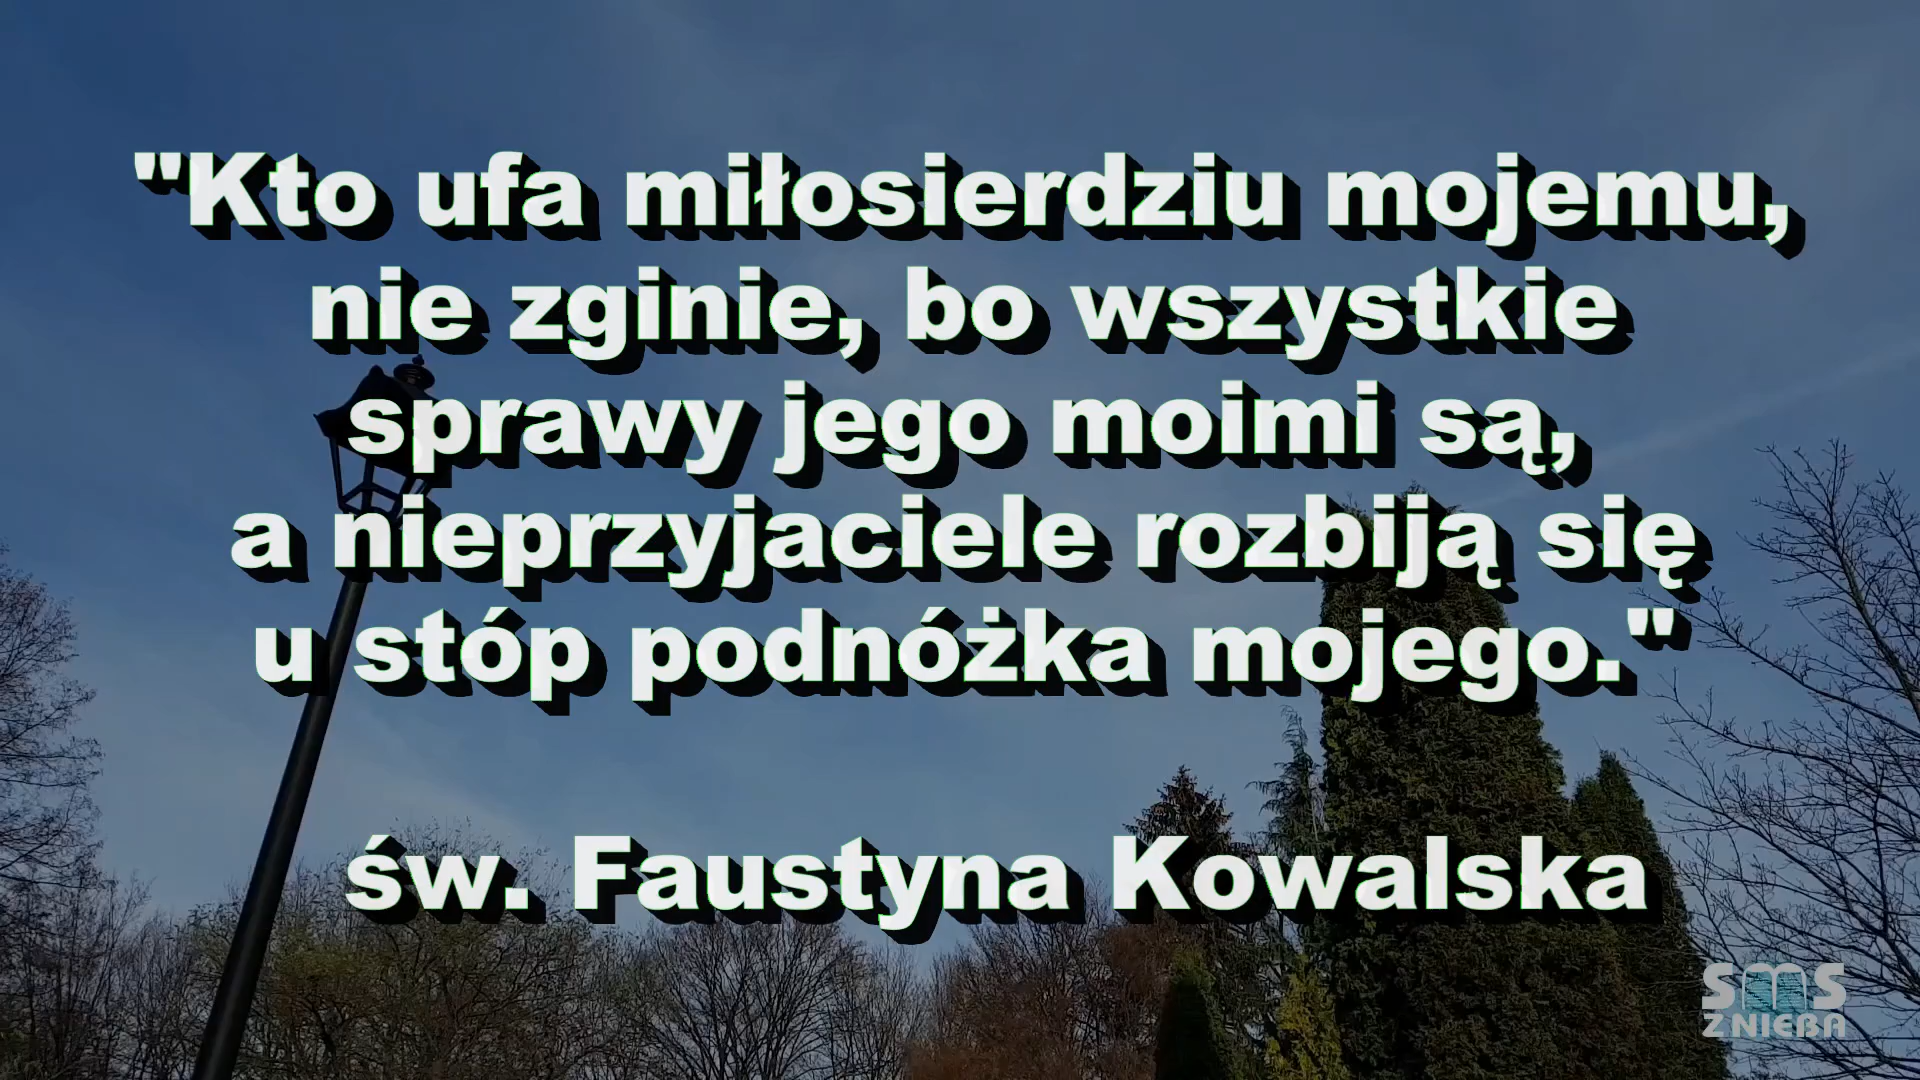 "Kto ufa miłosierdziu mojemu,
nie zginie, bo wszystkie
sprawy jego moimi są,
a nieprzyjaciele rozbiją się
u stóp podnóżka mojego."
św. Faustyna Kowalska
SMS
Z NIEBA